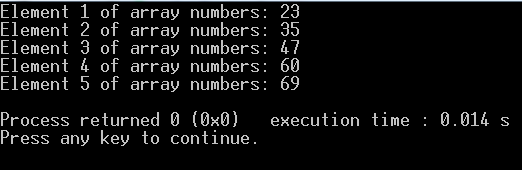 Element 1 of array numbers: 23
Element 2 of array numbers: 35
Element 3 of array numbers: 47
Element 4 of array numbers: 60
Element 5 of array numbers: 69
Process returned 0 (0x0)   execution time : 0.014 s
Press any key to continue.